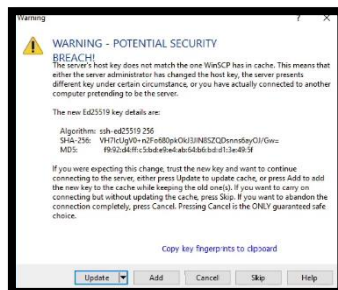 Warning
? X
WARNING - POTENTIAL SECURITY
BREACH!
The server's host key does not match the one WinSCP has in cache. This means that
either the server administrator has changed the host key, the server presents
different key under certain circumstance, or you have actually connected to another
computer pretending to be the server.
The new Ed25519 key details are:
Algorithm: ssh-ed25519 256
SHA-256:
MD5:
If you were expecting this change, trust the new key and want to continue
connecting to the server, either press Update to update cache, or press Add to add
the new key to the cache while keeping the old one(s). If you want to carry on
connecting but without updating the cache, press Skip. If you want to abandon the
connection completely, press Cancel. Pressing Cancel is the ONLY guaranteed safe
choice.
Copy key fingerprints to clipboard
Update Add Cancel Skip Help